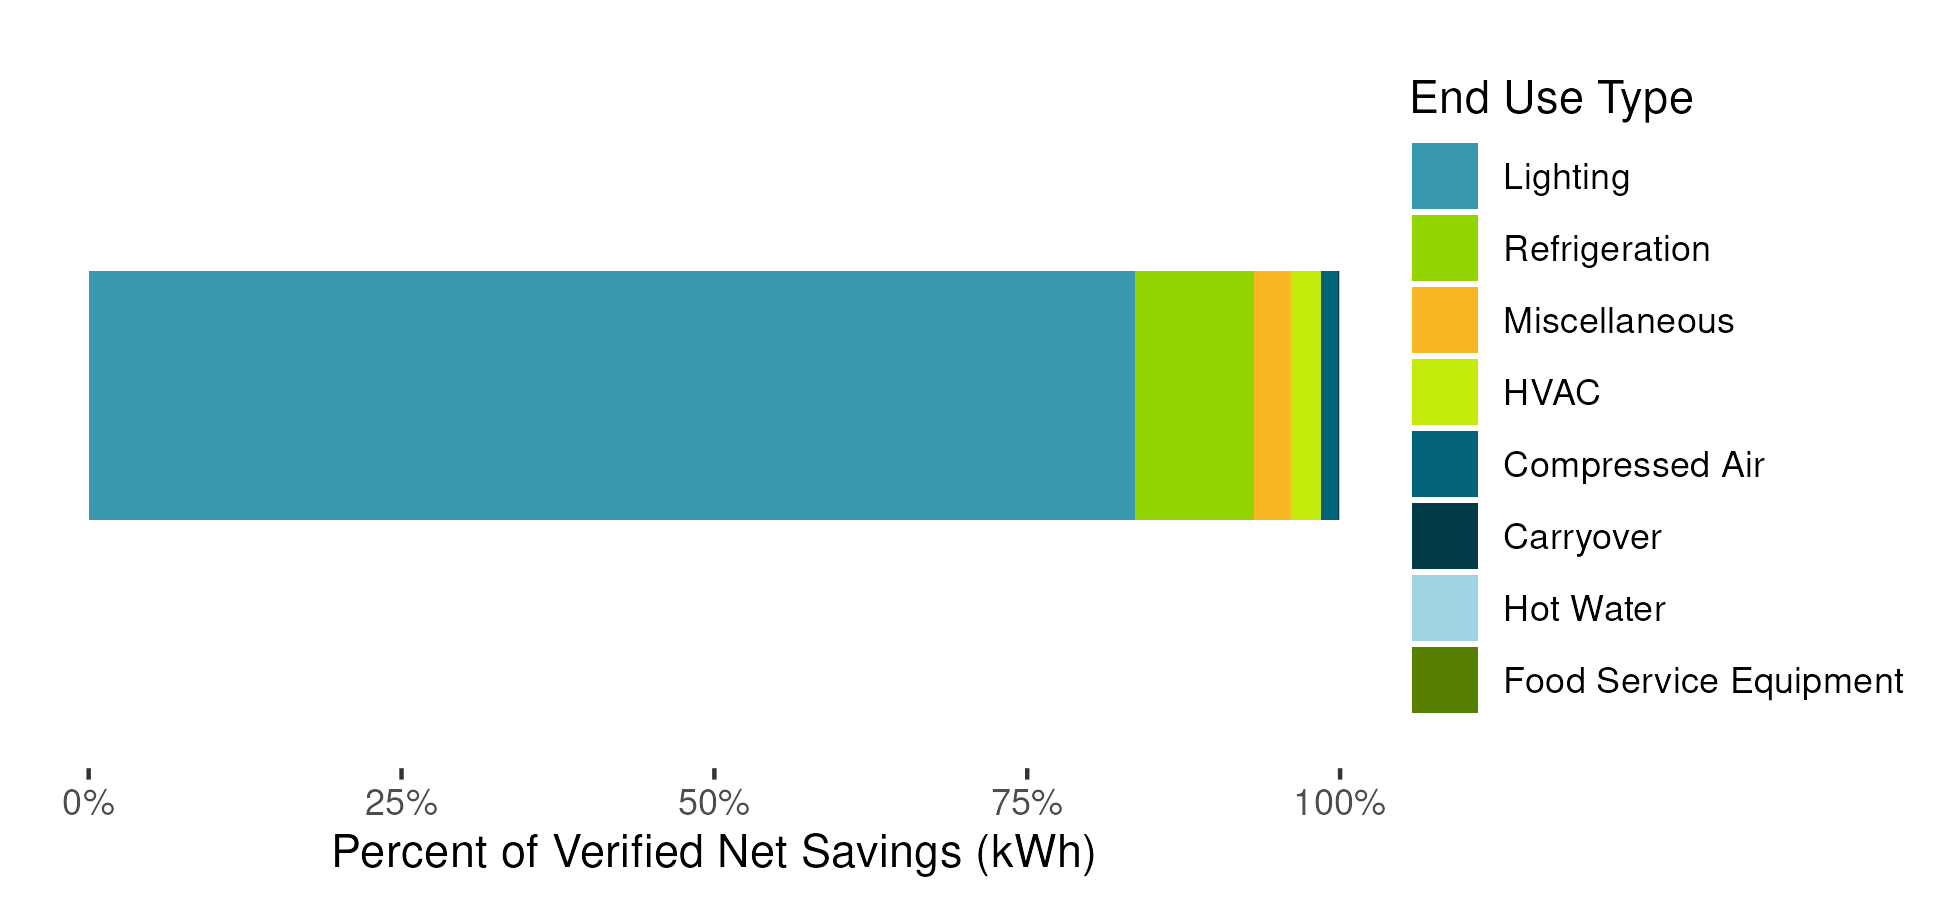 End Use Type
Lighting
Refrigeration
Miscellaneous
HVAC
Compressed Air
Carryover
Hot Water
Food Service Equipment
0% 25% 50% 75% 100%
Percent of Verified Net Savings (kWh)